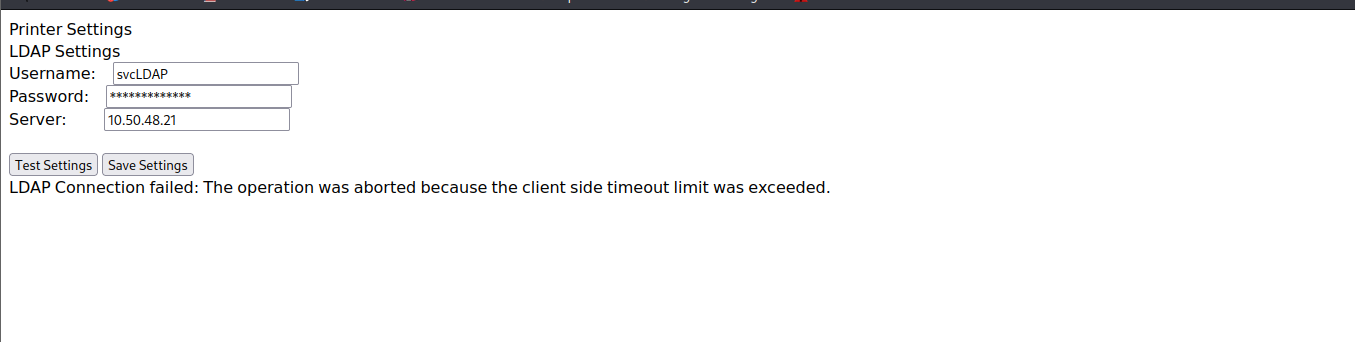 Printer Settings
LDAP Settings
Username: svcLDAP
Password: *************
Server: 10.50.48.21
Test Settings Save Settings
LDAP Connection failed: The operation was aborted because the client side timeout limit was exceeded.